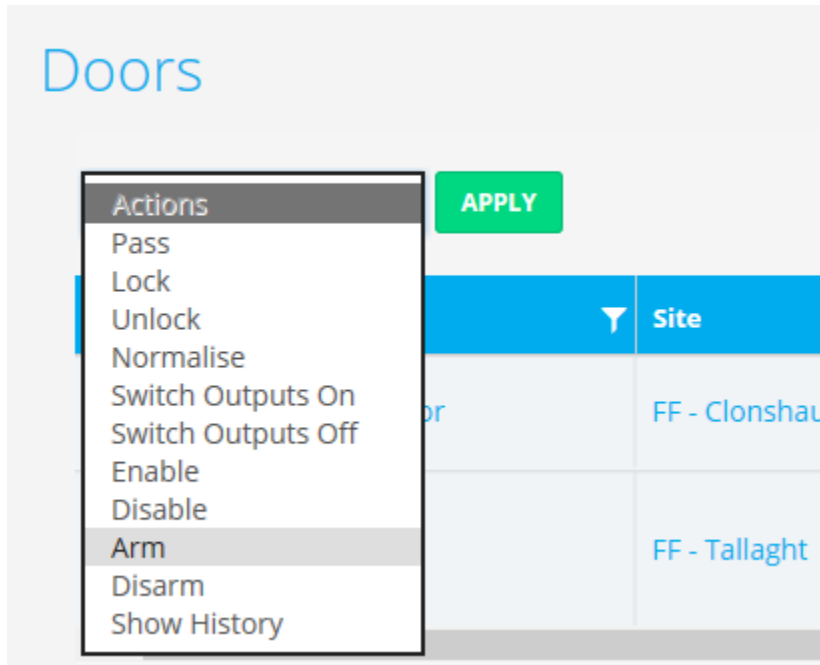 Doors
Actions
APPLY
Pass
Lock
Unlock
Normalise
Switch Outputs On
Switch Outputs Off
Enable
Disable
Arm
Disarm
Show History
Site
FF - Clonshau
FF - Tallaght